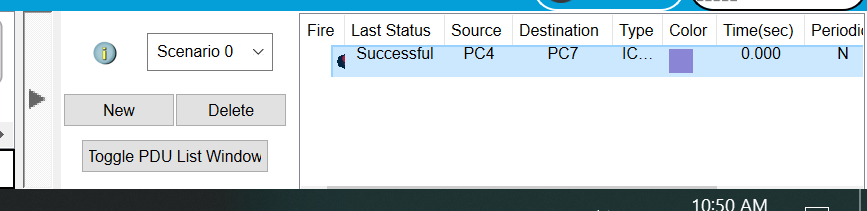 Fire Last Status Source Destination Type Color Time(sec) Periodic
Scenario 0
Successful PC4 PC7 IC... 0.000 N
New Delete
Toggle PDU List Window
10:50 AM